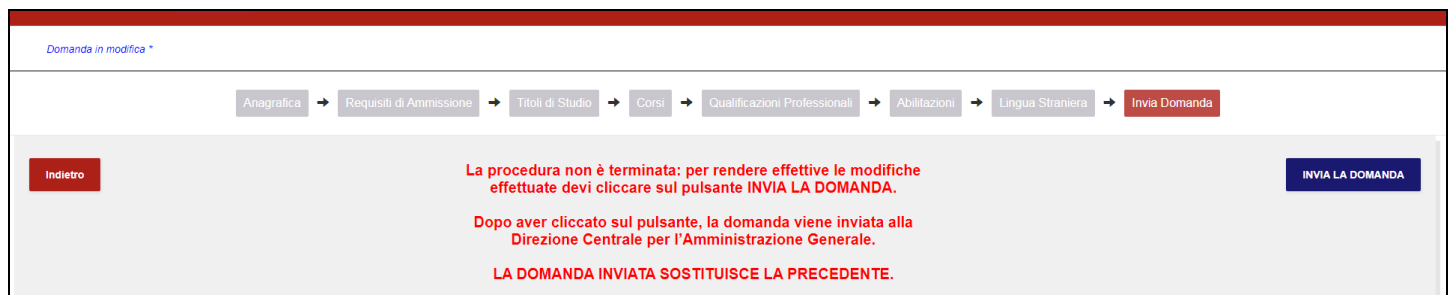 Domanda in modifica *
Anagrafica ➔ Requisiti di Ammissione ➔ Titoli di Studio ➔ Corsi ➔ Qualificazioni Professionali ➔ Abilitazioni ➔ Lingua Straniera ➔ Invia Domanda
Indietro
INVIA LA DOMANDA
La procedura non è terminata: per rendere effettive le modifiche
effettuate devi cliccare sul pulsante INVIA LA DOMANDA.
Dopo aver cliccato sul pulsante, la domanda viene inviata alla
Direzione Centrale per l’Amministrazione Generale.
LA DOMANDA INVIATA SOSTITUISCE LA PRECEDENTE.